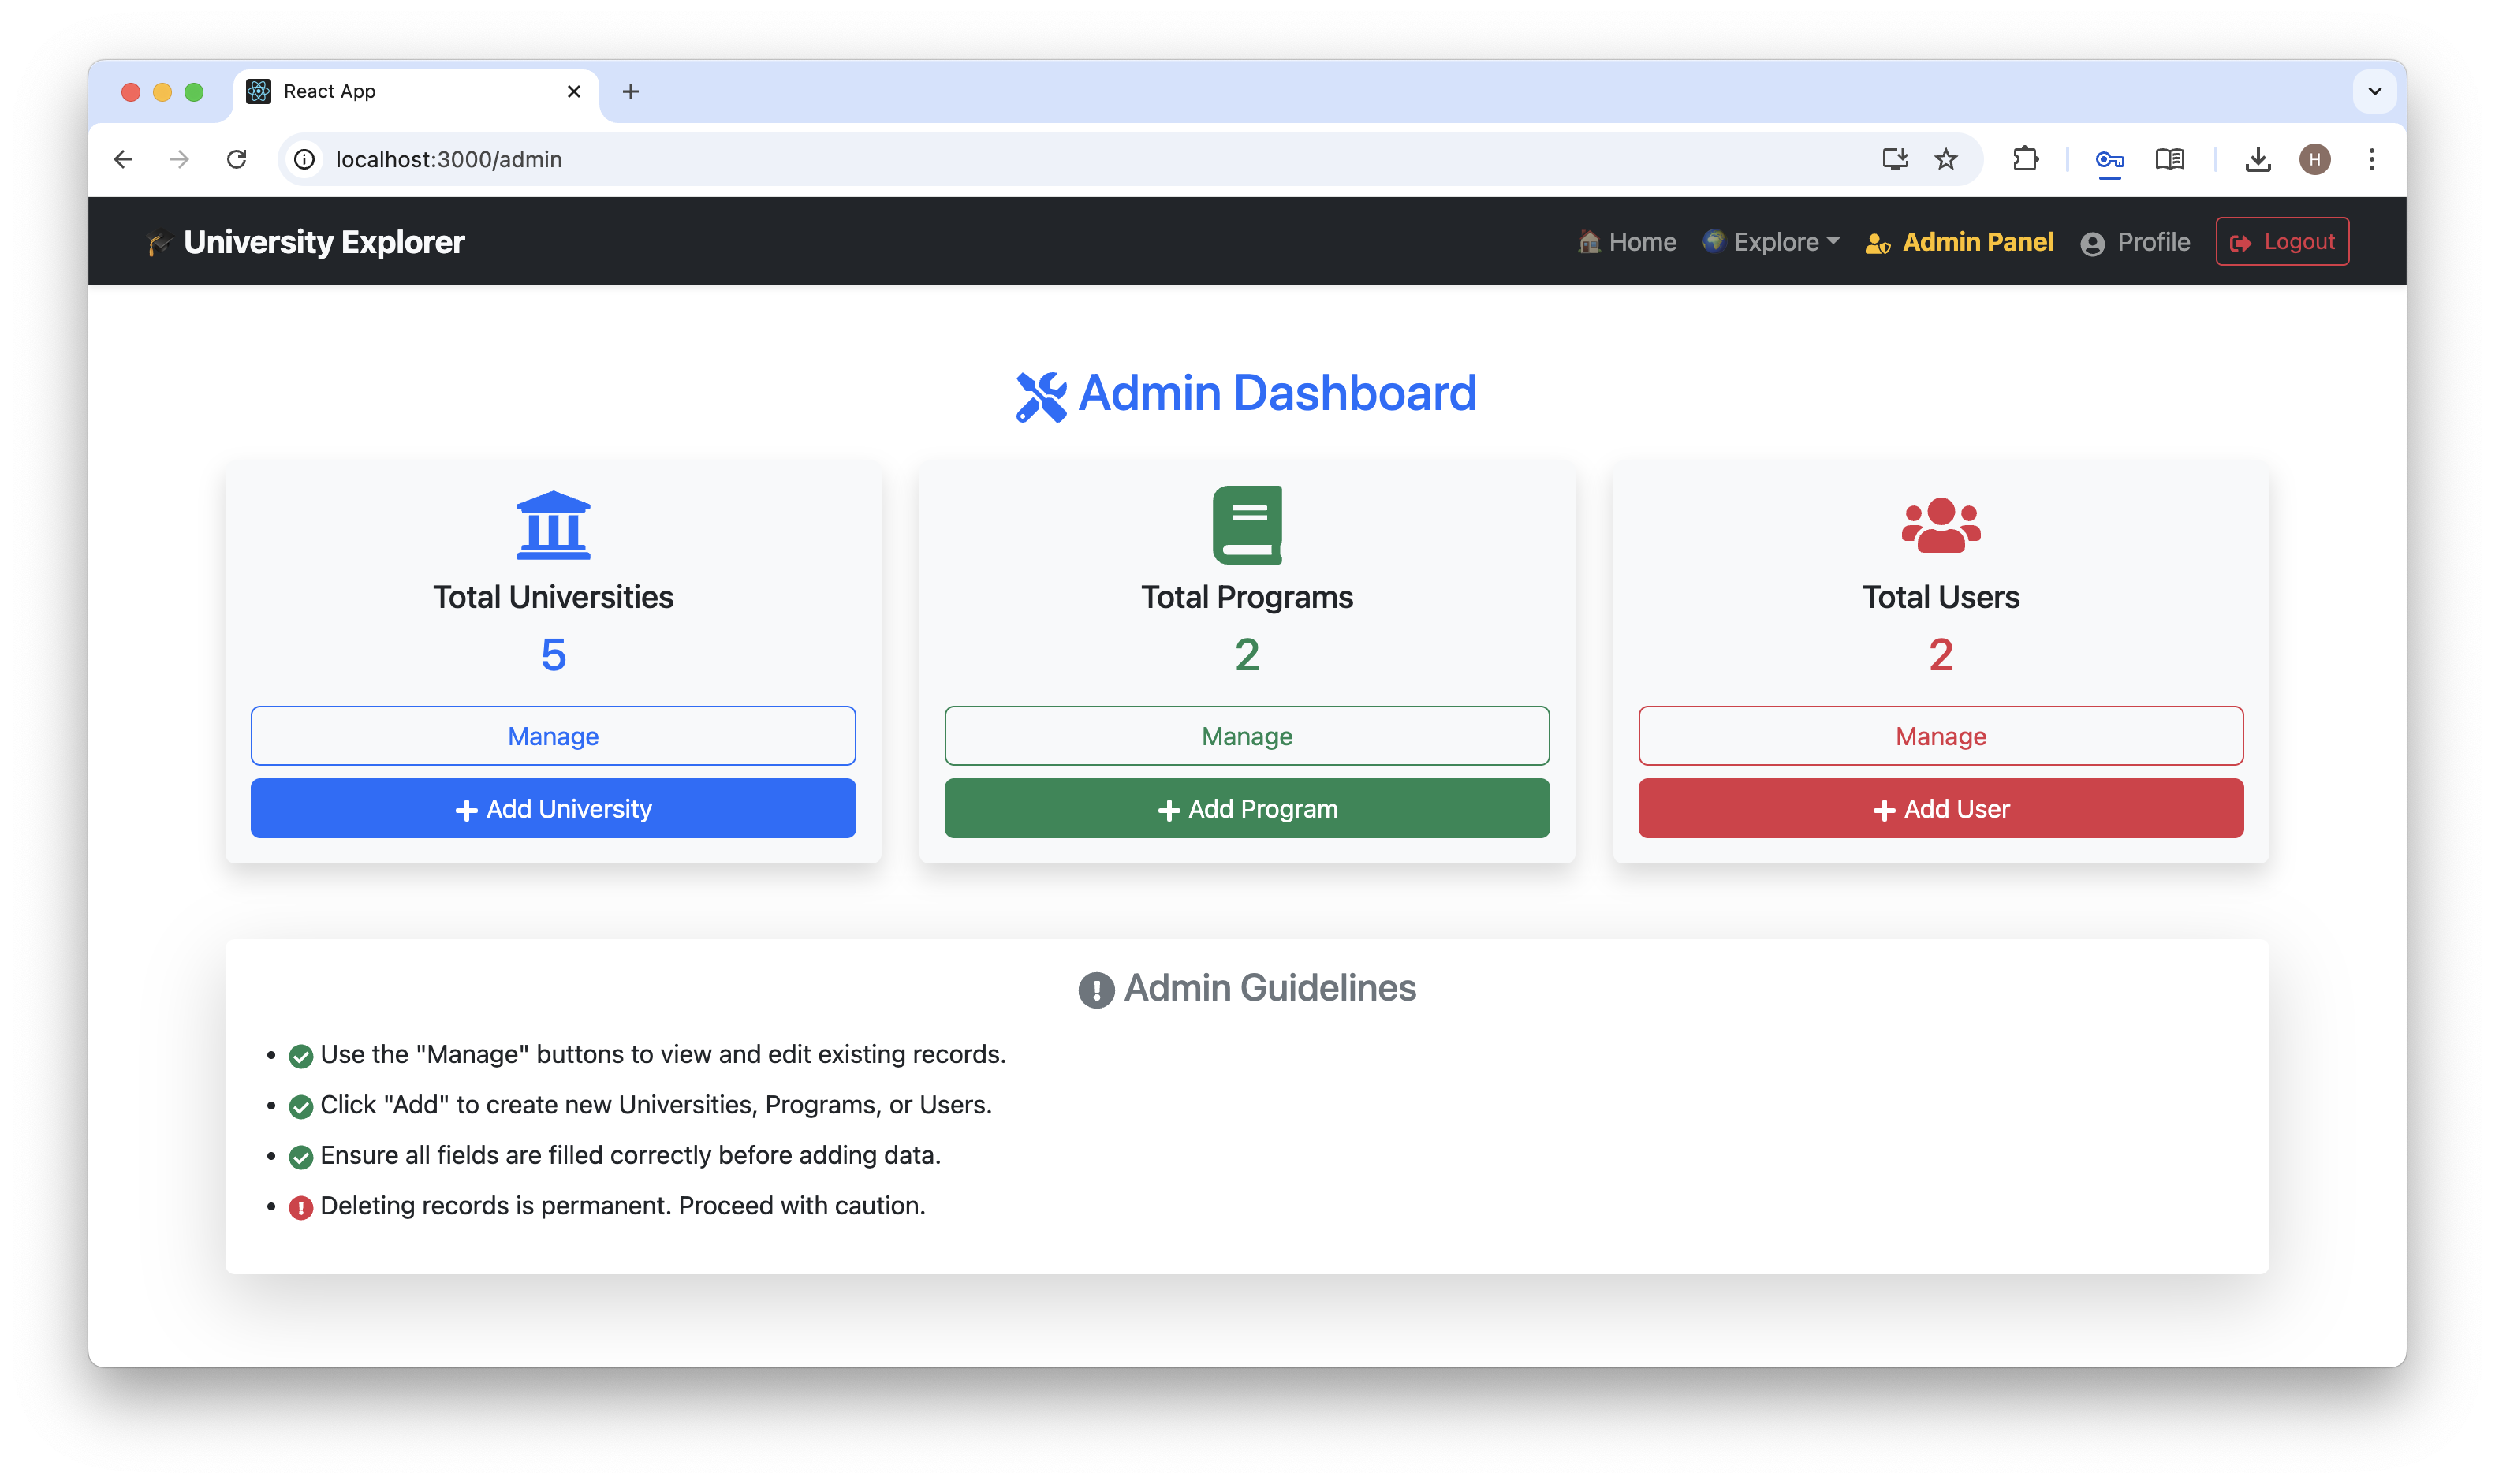 React App
localhost:3000/admin
H
University Explorer
Home Explore Admin Panel Profile Logout
Admin Dashboard
Total Universities
5
Manage
Add University
Total Programs
2
Manage
Add Program
Total Users
2
Manage
Add User
Admin Guidelines
Use the "Manage" buttons to view and edit existing records.
Click "Add" to create new Universities, Programs, or Users.
Ensure all fields are filled correctly before adding data.
Deleting records is permanent. Proceed with caution.